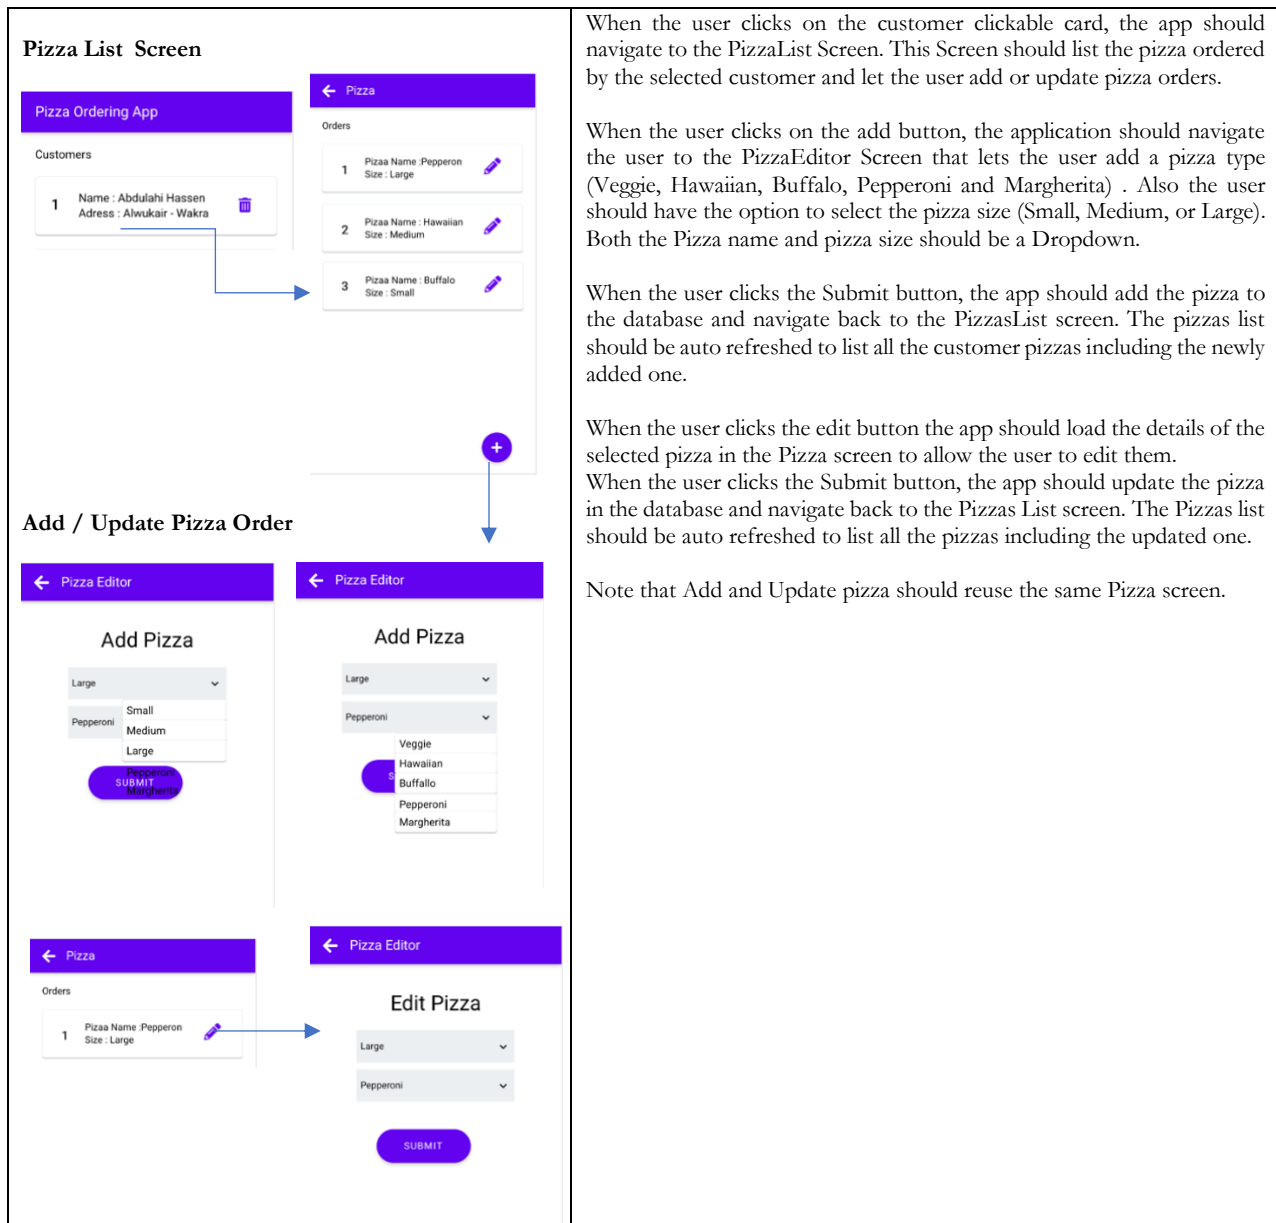 Pizza List Screen
Pizza Ordering App
Customers
1
Name : Abdulahi Hassen
Adress : Alwukair - Wakra
Pizza
Orders
1
Pizaa Name :Pepperon
Size : Large
2
Pizaa Name : Hawaiian
Size : Medium
3
Pizaa Name : Buffalo
Size : Small
+
Add / Update Pizza Order
Pizza Editor
Add Pizza
Large
Pepperoni
Small
Medium
Large
Pepperoni
Margherita
SUBMIT
Pizza Editor
Add Pizza
Large
Pepperoni
Veggie
Hawaiian
Buffallo
Pepperoni
Margherita
S
Pizza
Orders
1
Pizaa Name :Pepperon
Size : Large
Pizza Editor
Edit Pizza
Large
Pepperoni
SUBMIT
When the user clicks on the customer clickable card, the app should
navigate to the PizzaList Screen. This Screen should list the pizza ordered
by the selected customer and let the user add or update pizza orders.
When the user clicks on the add button, the application should navigate
the user to the PizzaEditor Screen that lets the user add a pizza type
(Veggie, Hawaiian, Buffalo, Pepperoni and Margherita) . Also the user
should have the option to select the pizza size (Small, Medium, or Large).
Both the Pizza name and pizza size should be a Dropdown.
When the user clicks the Submit button, the app should add the pizza to
the database and navigate back to the PizzasList screen. The pizzas list
should be auto refreshed to list all the customer pizzas including the newly
added one.
When the user clicks the edit button the app should load the details of the
selected pizza in the Pizza screen to allow the user to edit them.
When the user clicks the Submit button, the app should update the pizza
in the database and navigate back to the Pizzas List screen. The Pizzas list
should be auto refreshed to list all the pizzas including the updated one.
Note that Add and Update pizza should reuse the same Pizza screen.